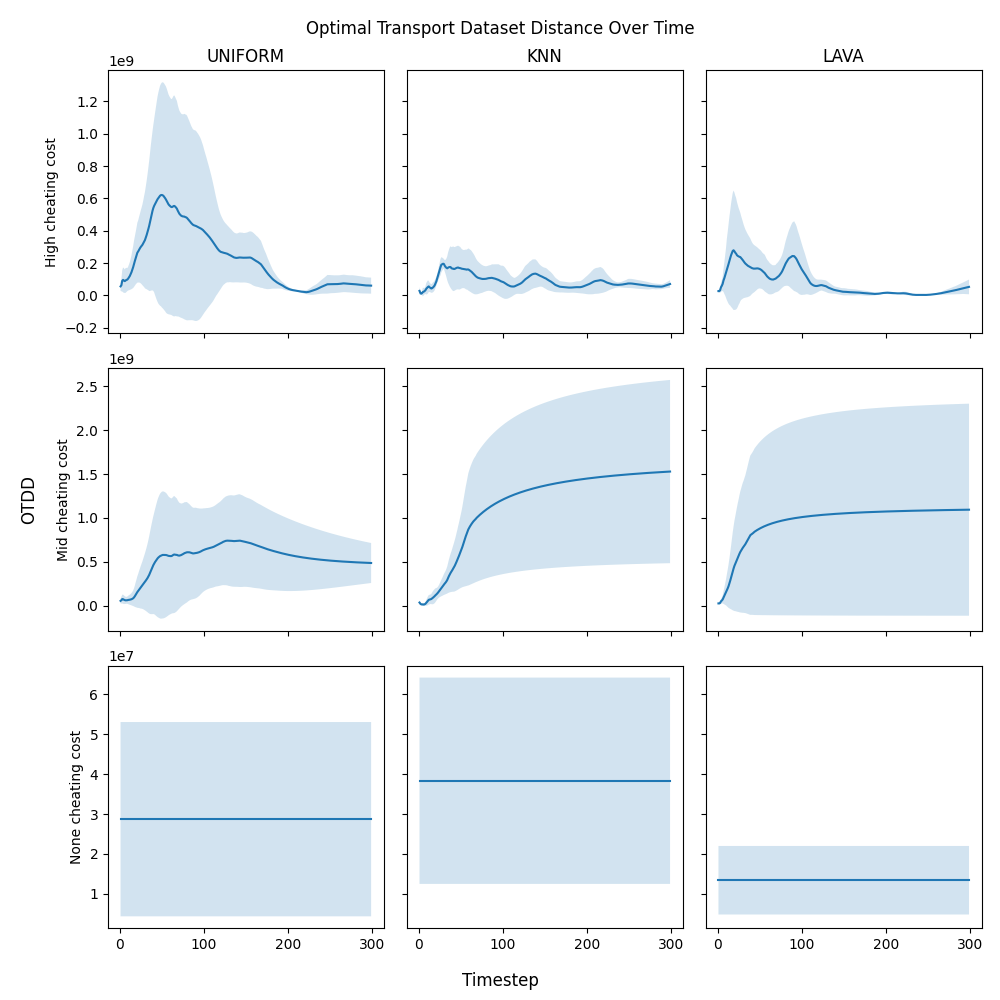 Optimal Transport Dataset Distance Over Time
UNIFORM KNN LAVA
1e9
High cheating cost
1.2
1.0
0.8
0.6
0.4
0.2
0.0
−0.2
1e9
OTDD
Mid cheating cost
2.5
2.0
1.5
1.0
0.5
0.0
1e7
None cheating cost
6
5
4
3
2
1
0 100 200 300 0 100 200 300 0 100 200 300
Timestep